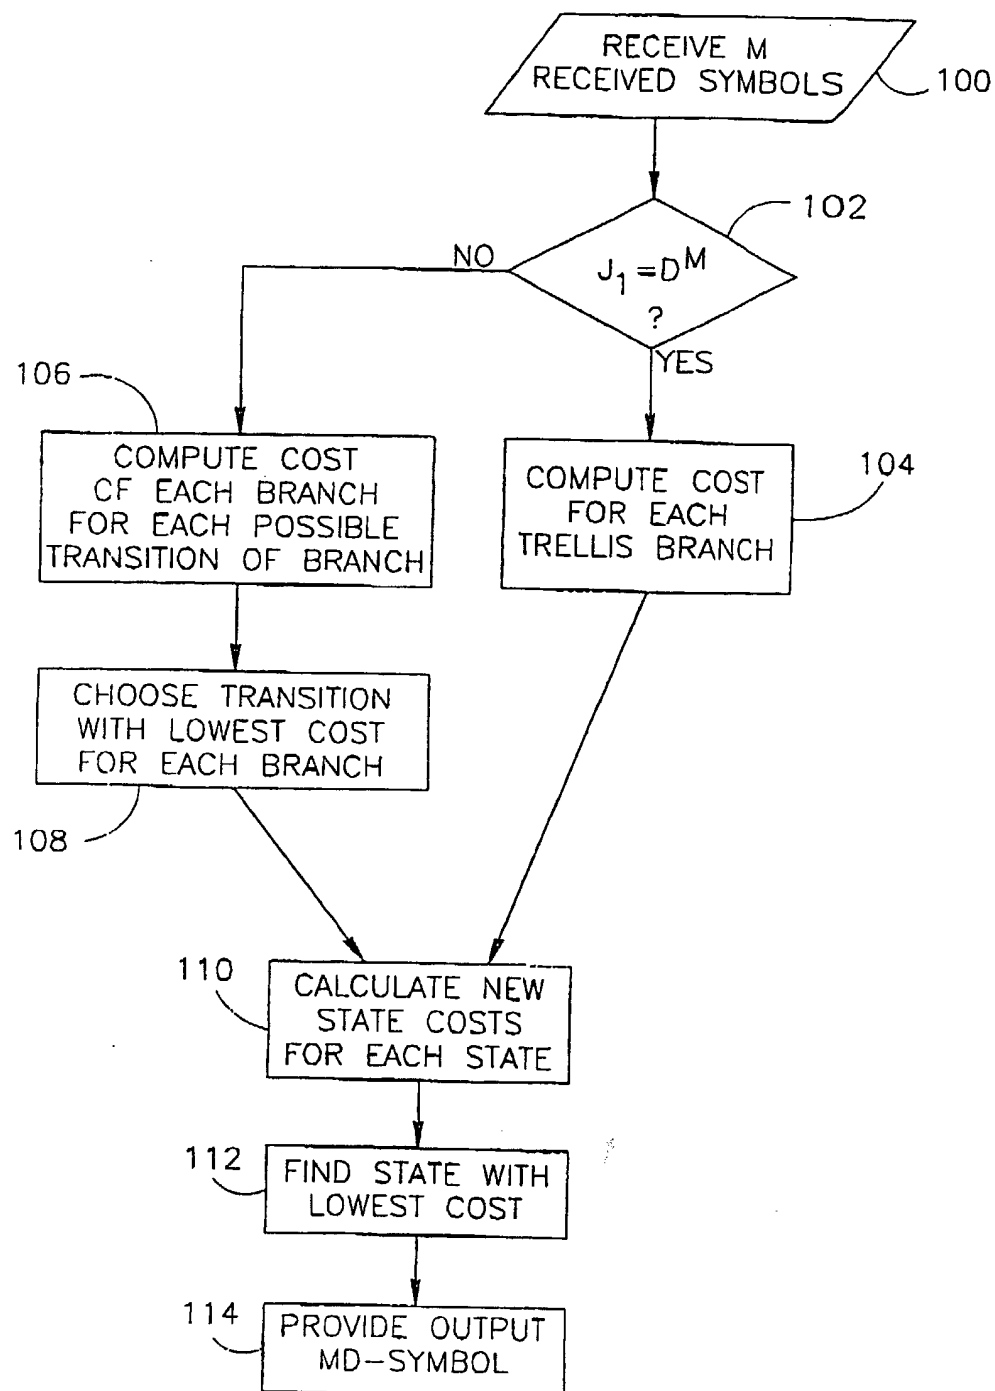 RECEIVE M
RECEIVED SYMBOLS
100
102
J1=D^M
?
NO
YES
106
COMPUTE COST
CF EACH BRANCH
FOR EACH POSSIBLE
TRANSITION OF BRANCH
104
COMPUTE COST
FOR EACH
TRELLIS BRANCH
CHOOSE TRANSITION
WITH LOWEST COST
FOR EACH BRANCH
108
110
CALCULATE NEW
STATE COSTS
FOR EACH STATE
112
FIND STATE WITH
LOWEST COST
114
PROVIDE OUTPUT
MD-SYMBOL